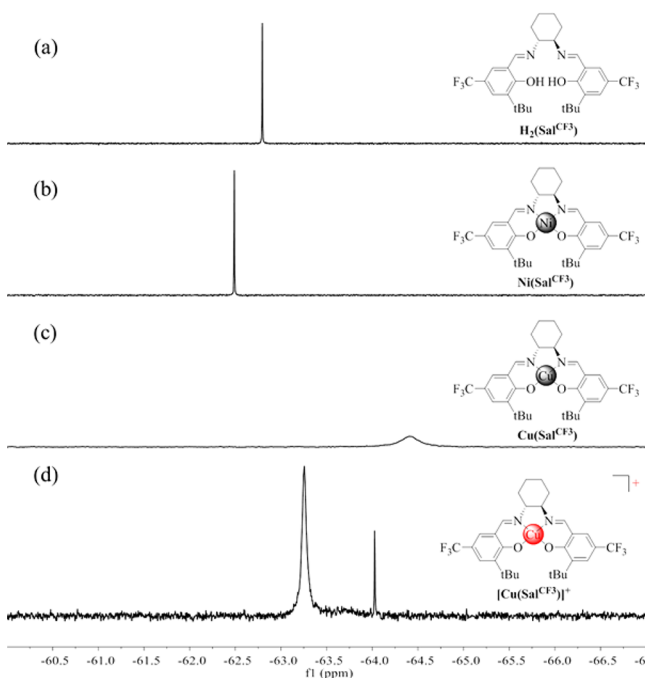 (a)
N N
F3C OH HO CF3
tBu tBu
H2(SalCF3)
(b)
N N
Ni
F3C O O CF3
tBu tBu
Ni(SalCF3)
(c)
N N
Cu
F3C O O CF3
tBu tBu
Cu(SalCF3)
(d)
+
N N
Cu
F3C O O CF3
tBu tBu
[Cu(SalCF3)]+
-60.5 -61.0 -61.5 -62.0 -62.5 -63.0 -63.5 -64.0 -64.5 -65.0 -65.5 -66.0 -66.5
f1 (ppm)